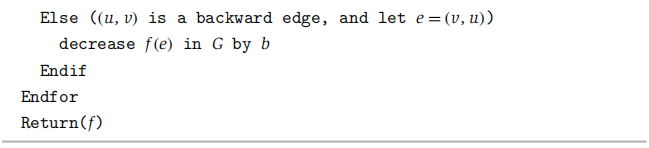 Else ((u, v) is a backward edge, and let e = (v, u))
decrease f(e) in G by b
Endif
Endfor
Return(f)